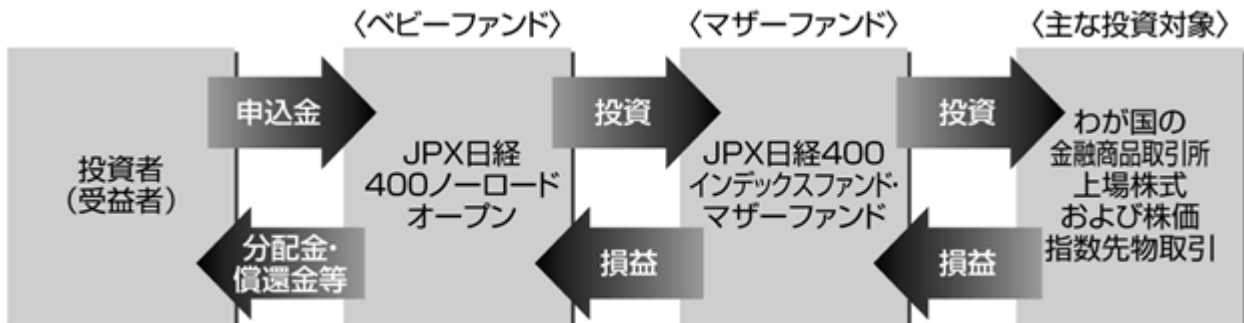 〈ベビーファンド〉
〈マザーファンド〉
〈主な投資対象〉
投資者
(受益者)
申込金
分配金・
償還金等
JPX日経
400ノーロード
オープン
投資
損益
JPX日経400
インデックスファンド・
マザーファンド
投資
損益
わが国の
金融商品取引所
上場株式
および株価
指数先物取引